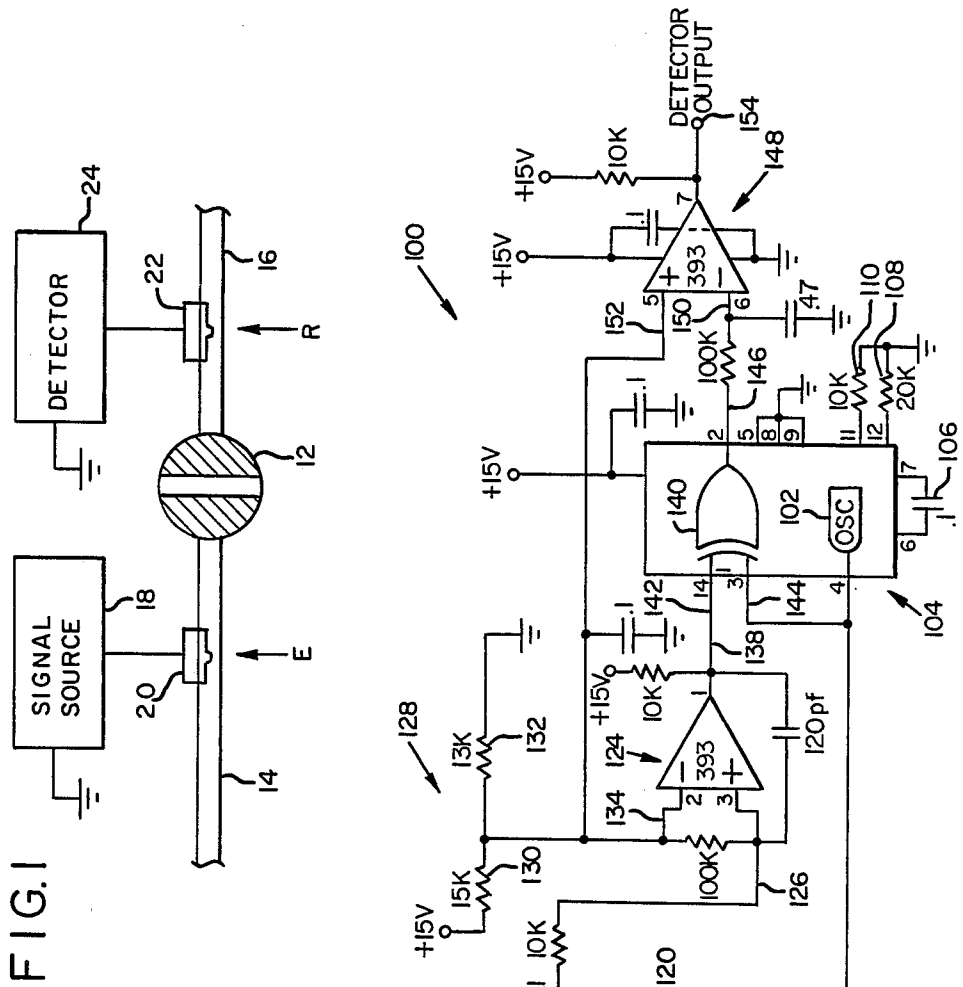 FIG.1
SIGNAL
SOURCE
18
20
E
14
12
DETECTOR
24
22
16
R
100
+15V
15K
130
128
13K
132
134
100K
126
10K
1
120
2
3
393
−
+
124
1
+15V
10K
120pf
138
.1
142
144
14
1
3
4
140
102
OSC
104
+15V
.1
2
5
8
9
11
12
6
7
.1
106
10K
110
20K
108
146
100K
.47
150
152
5
6
+
−
393
.1
+15V
7
148
+15V
10K
DETECTOR
OUTPUT
154